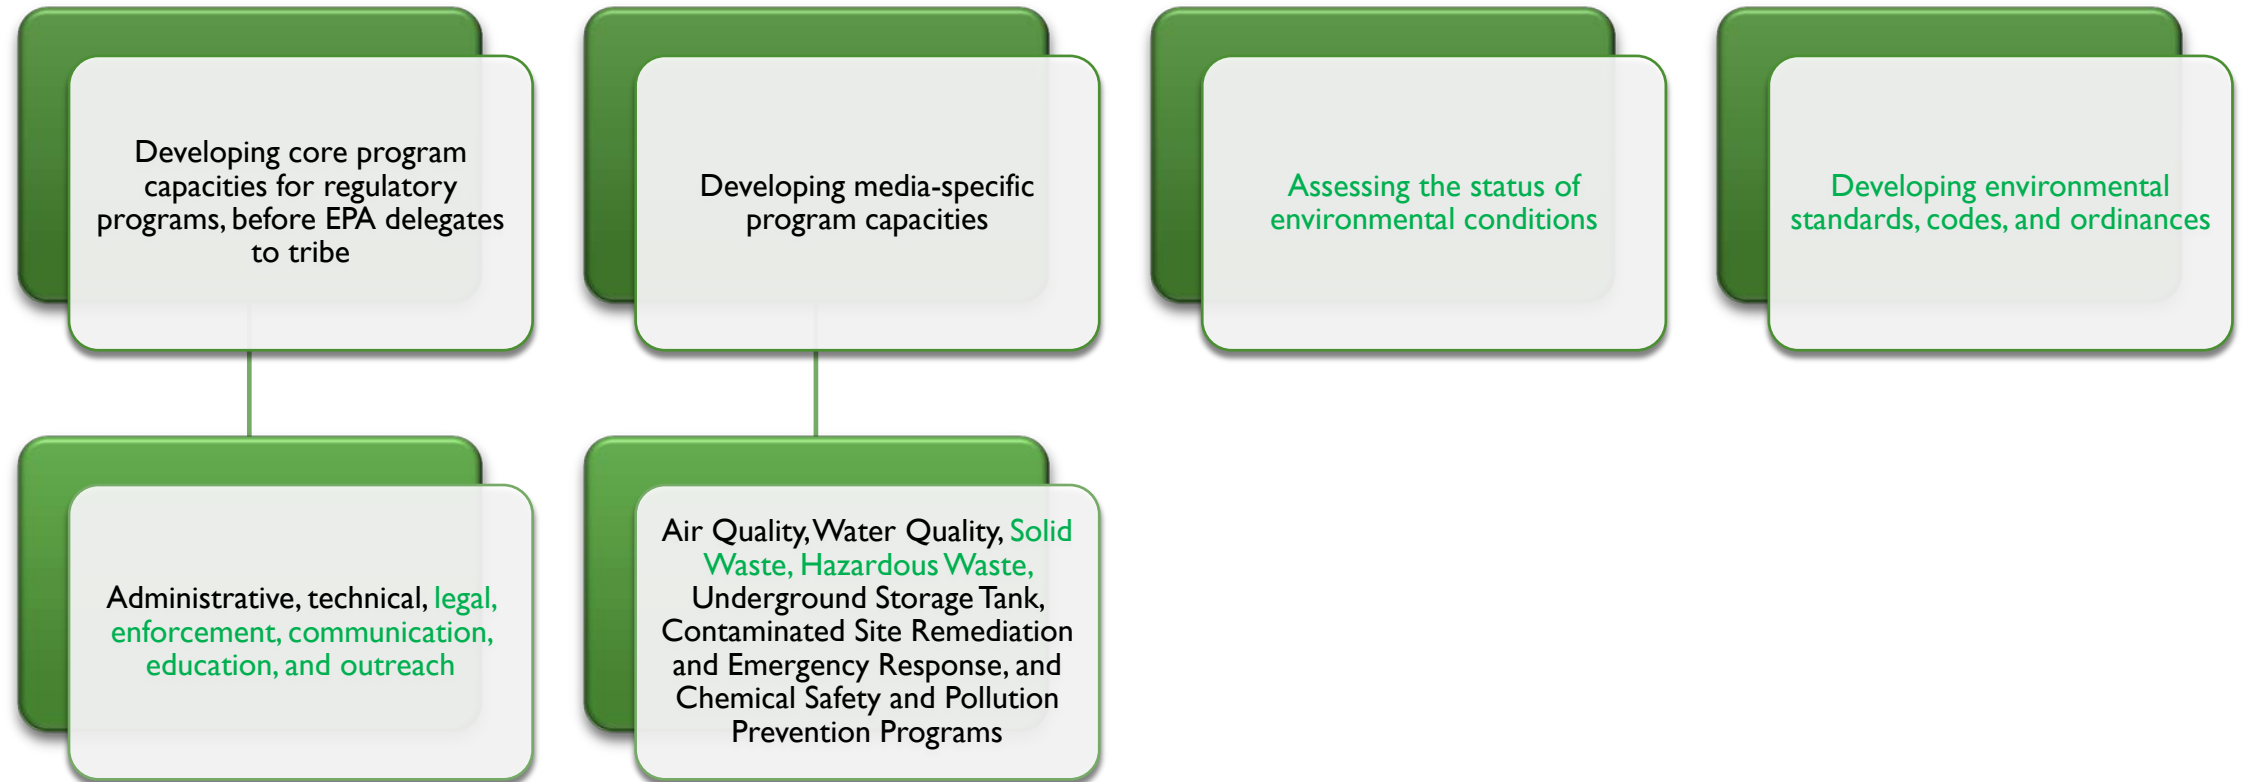 Developing core program
capacities for regulatory
programs, before EPA delegates
to tribe
Developing media-specific
program capacities
Assessing the status of
environmental conditions
Developing environmental
standards, codes, and ordinances
Administrative, technical, legal,
enforcement, communication,
education, and outreach
Air Quality, Water Quality, Solid
Waste, Hazardous Waste,
Underground Storage Tank,
Contaminated Site Remediation
and Emergency Response, and
Chemical Safety and Pollution
Prevention Programs